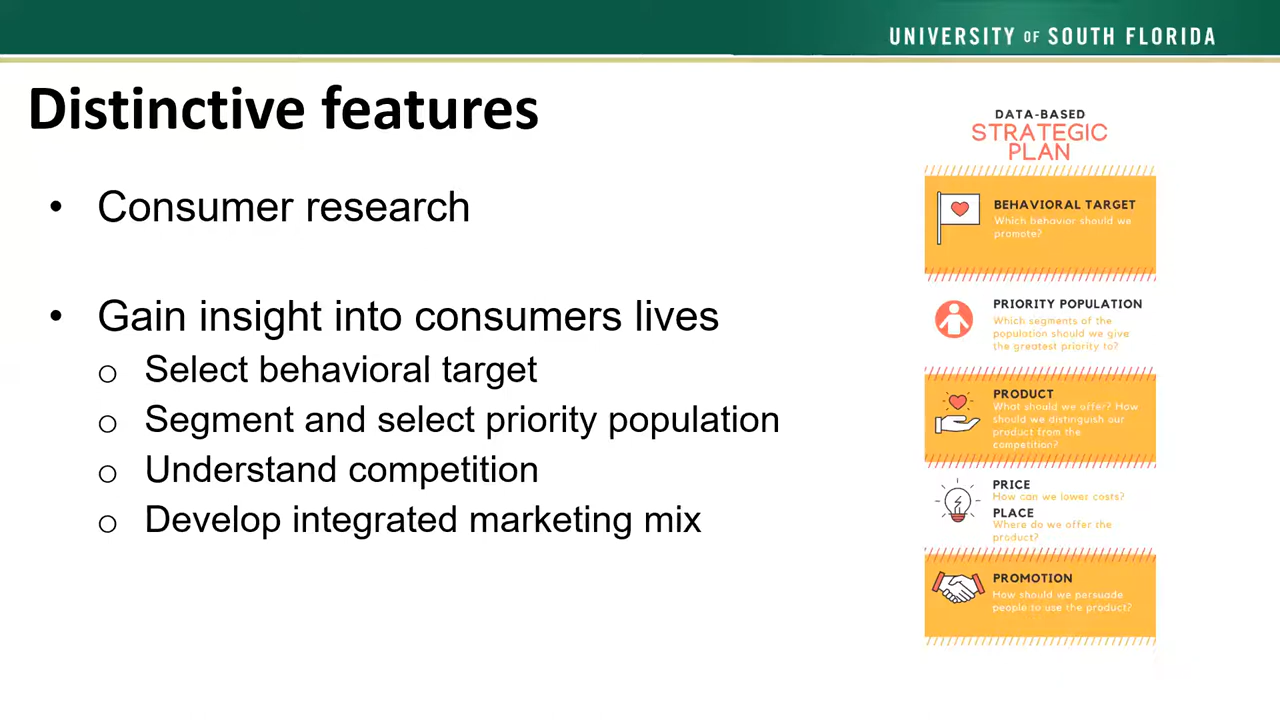 UNIVERSITY OF SOUTH FLORIDA
Distinctive features
• Consumer research
• Gain insight into consumers lives
o Select behavioral target
o Segment and select priority population
o Understand competition
o Develop integrated marketing mix
DATA-BASED
STRATEGIC
PLAN
BEHAVIORAL TARGET
Which behavior should we
promote?
PRIORITY POPULATION
Which segments of the
population should we give
the greatest priority to?
PRODUCT
What should we offer? How
should we distinguish our
product from the
competition?
PRICE
How can we lower costs?
PLACE
Where do we offer the
product?
PROMOTION
How should we persuade
people to use the product?